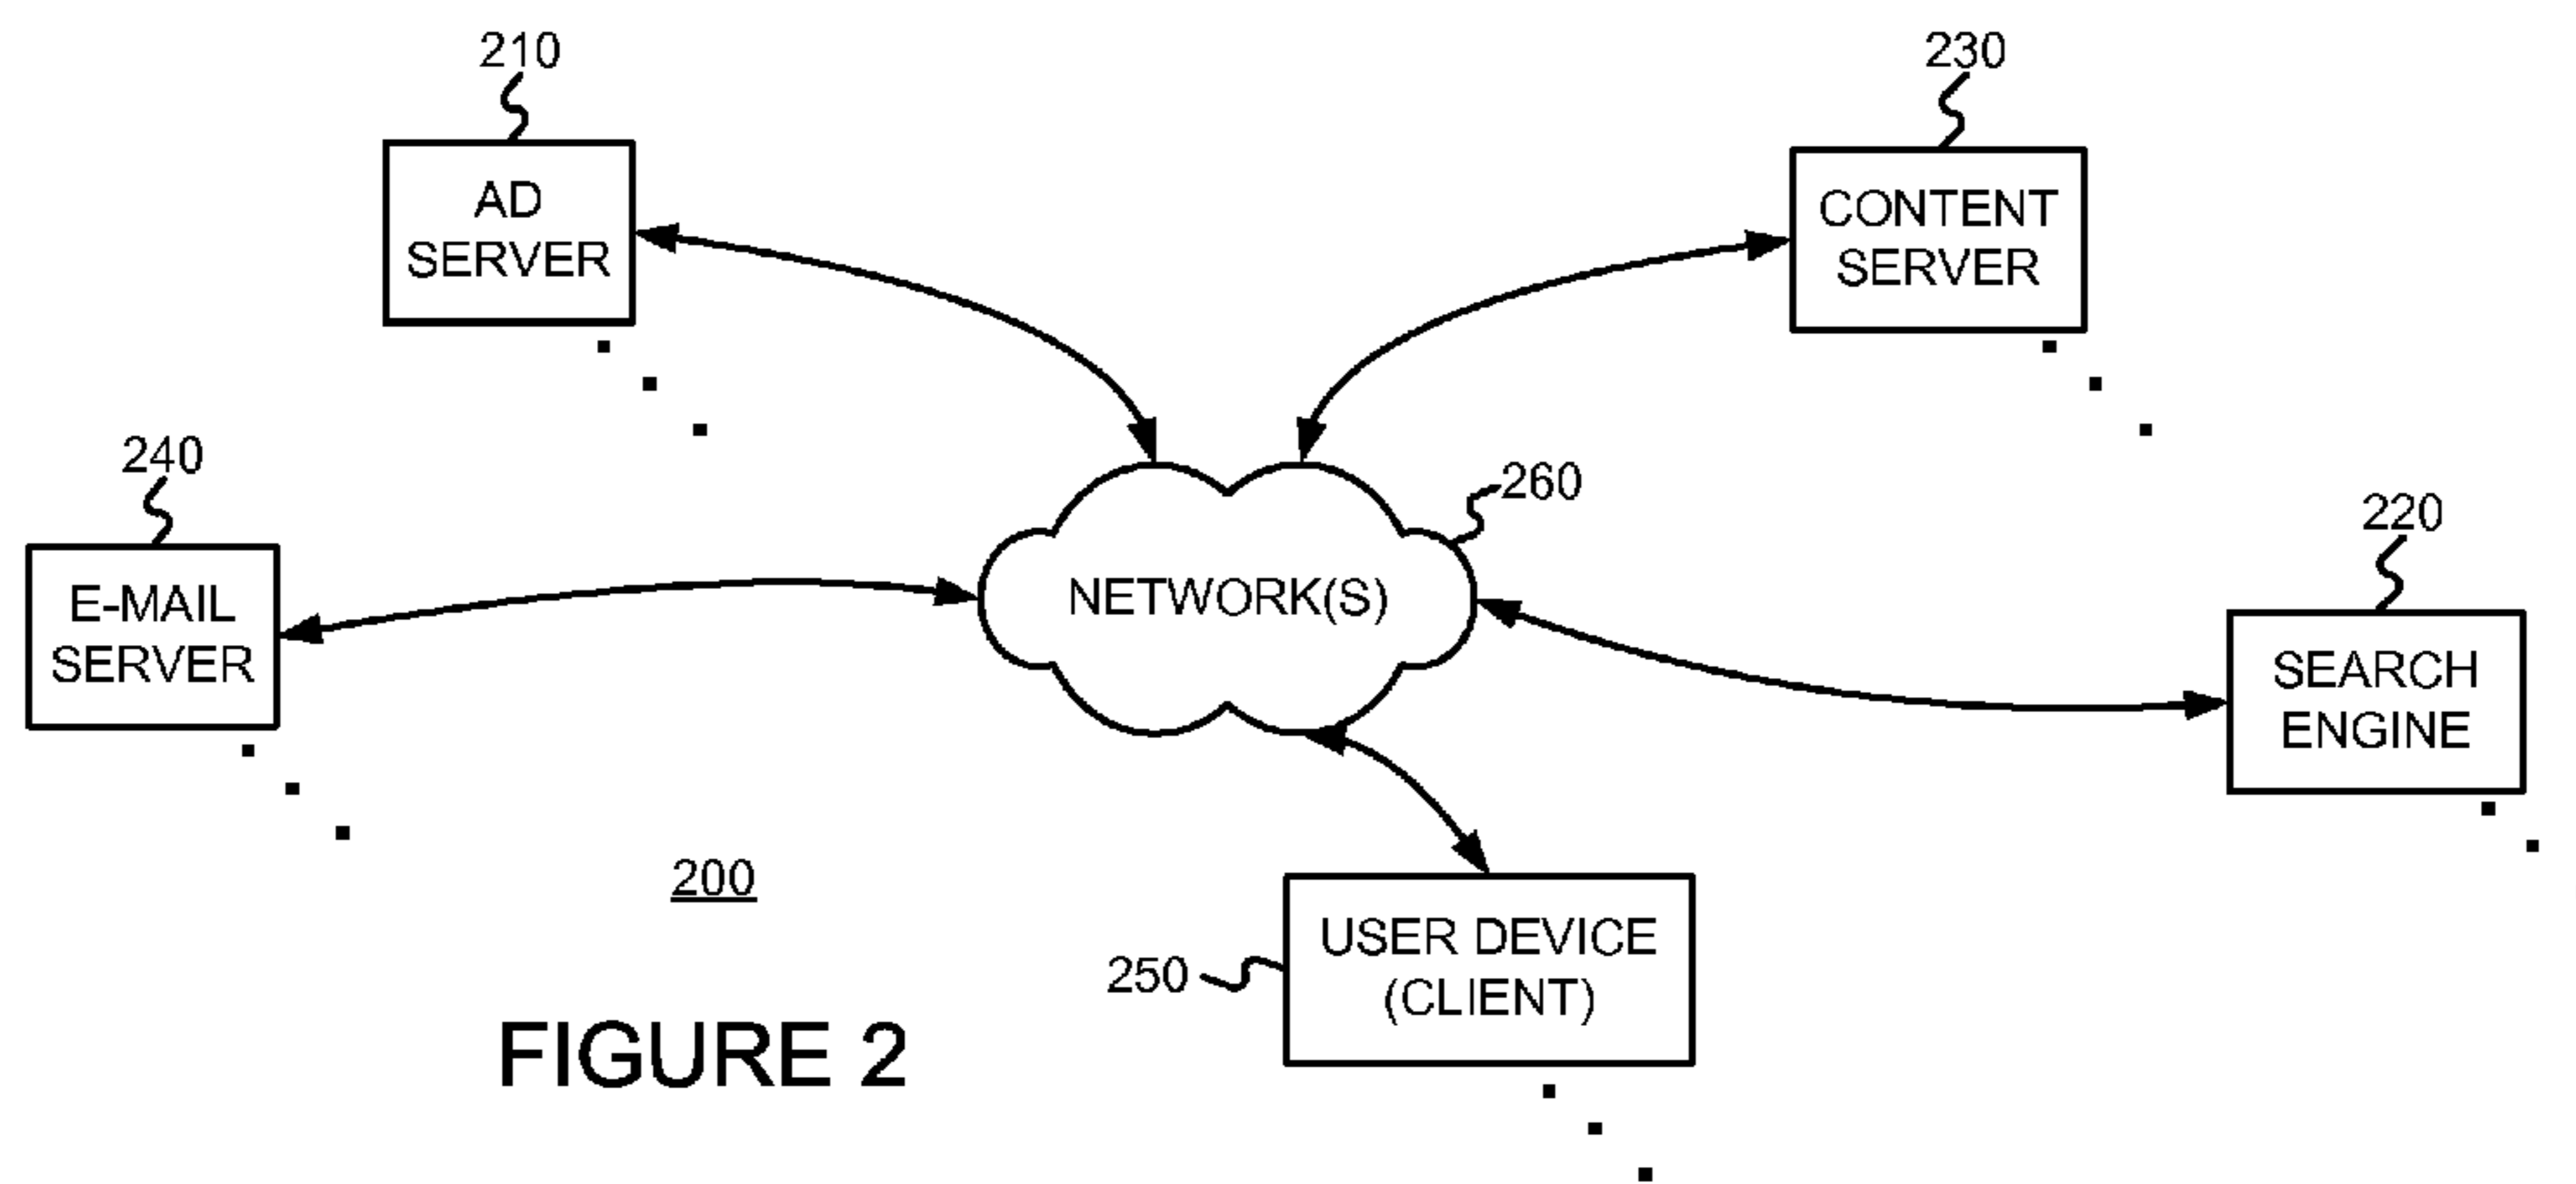 210
230
AD
SERVER
CONTENT
SERVER
240
260
220
E-MAIL
SERVER
NETWORK(S)
SEARCH
ENGINE
200
USER DEVICE
(CLIENT)
250
FIGURE 2